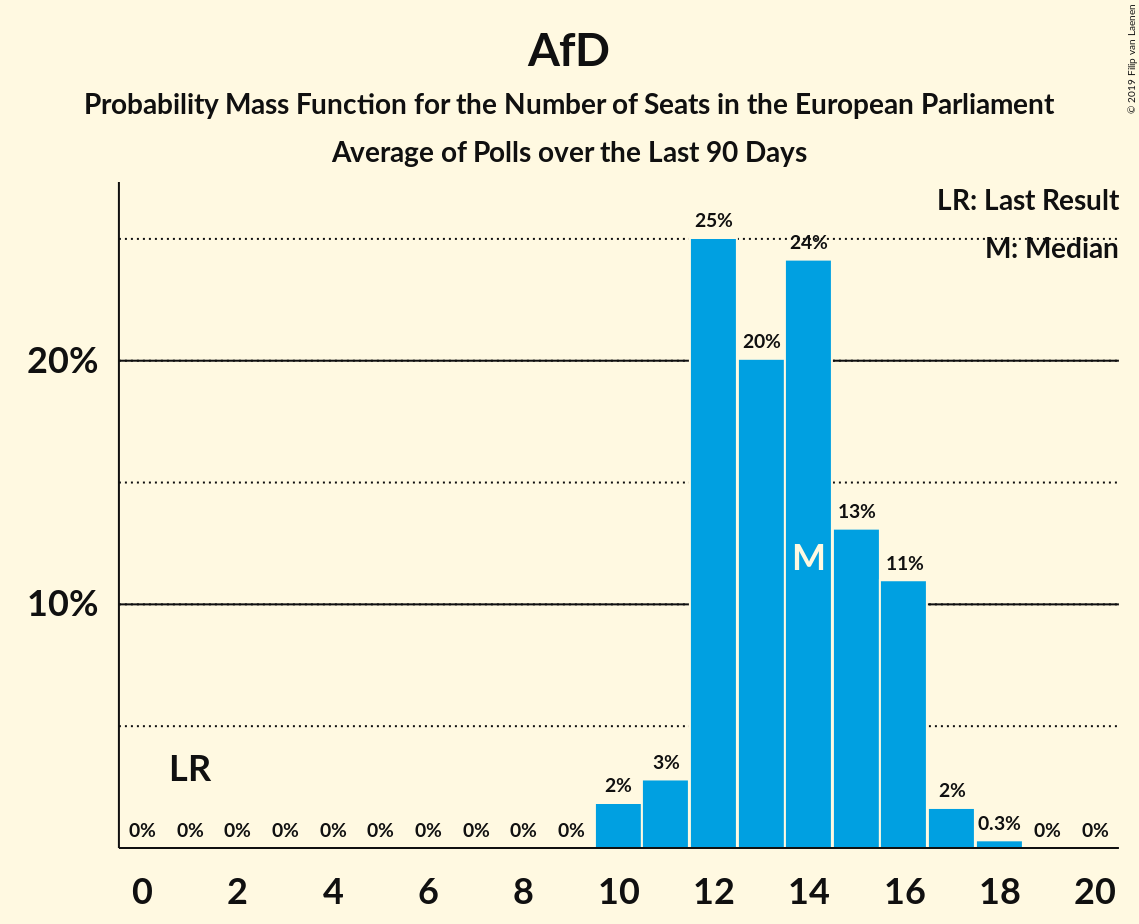 AfD
Probability Mass Function for the Number of Seats in the European Parliament
Average of Polls over the Last 90 Days
© 2019 Filip van Laenen
LR: Last Result
M: Median
25%
24%
20%
20%
13%
M
11%
10%
LR
3%
2%
2%
0.3%
0% 0% 0% 0% 0% 0% 0% 0% 0% 0% 0% 0%
0 2 4 6 8 10 12 14 16 18 20